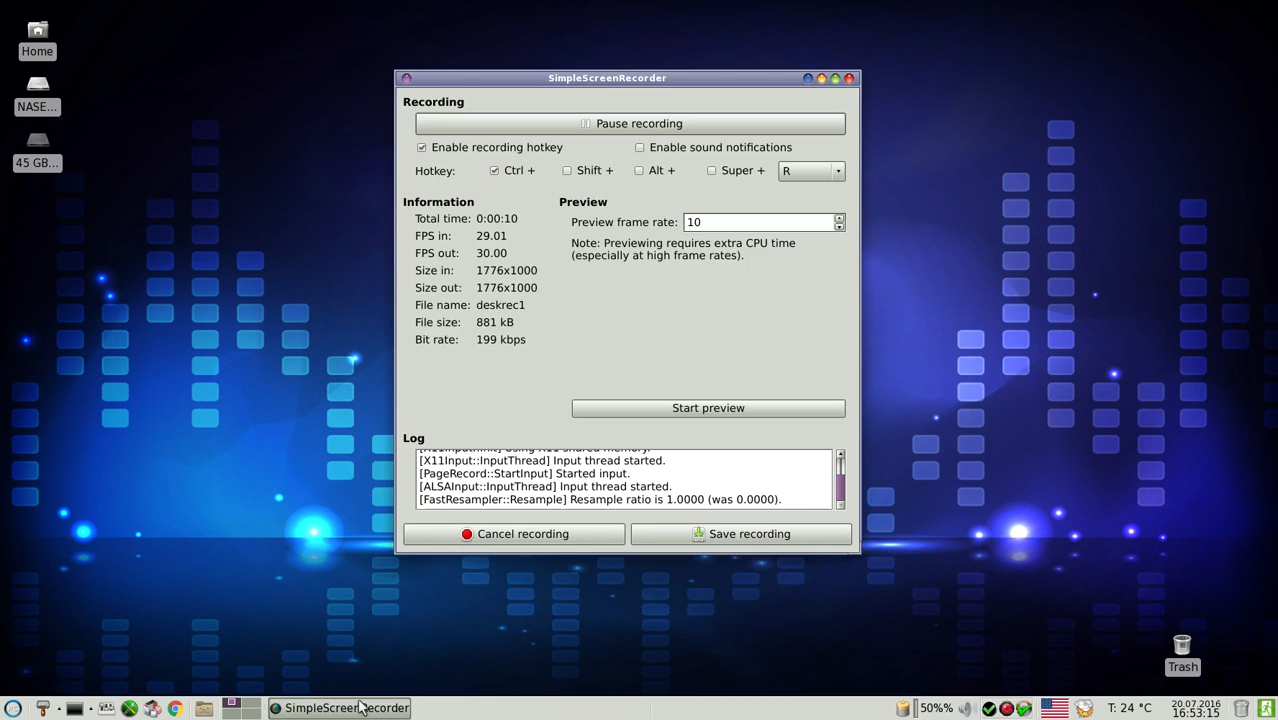 Home
NASE...
45 GB...
SimpleScreenRecorder
Recording
Pause recording
Enable recording hotkey
Enable sound notifications
Hotkey:
Ctrl +
Shift +
Alt +
Super +
R
Information
Total time: 0:00:10
FPS in: 29.01
FPS out: 30.00
Size in: 1776x1000
Size out: 1776x1000
File name: deskrec1
File size: 881 kB
Bit rate: 199 kbps
Preview
Preview frame rate: 10
Note: Previewing requires extra CPU time
(especially at high frame rates).
Start preview
Log
[X11Input::InputThread] Input thread started.
[PageRecord::StartInput] Started input.
[ALSAInput::InputThread] Input thread started.
[FastResampler::Resample] Resample ratio is 1.0000 (was 0.0000).
Cancel recording
Save recording
Trash
SimpleScreenRecorder
50%%
T: 24 °C
20.07.2016
16:53:15